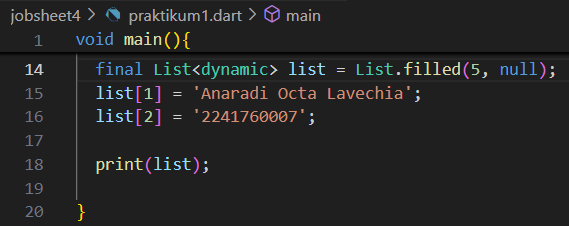 jobsheet4 > praktikum1.dart > main
1 void main(){
14 final List<dynamic> list = List.filled(5, null);
15 list[1] = 'Anaradi Octa Lavechia';
16 list[2] = '2241760007';
17
18 print(list);
19
20 }